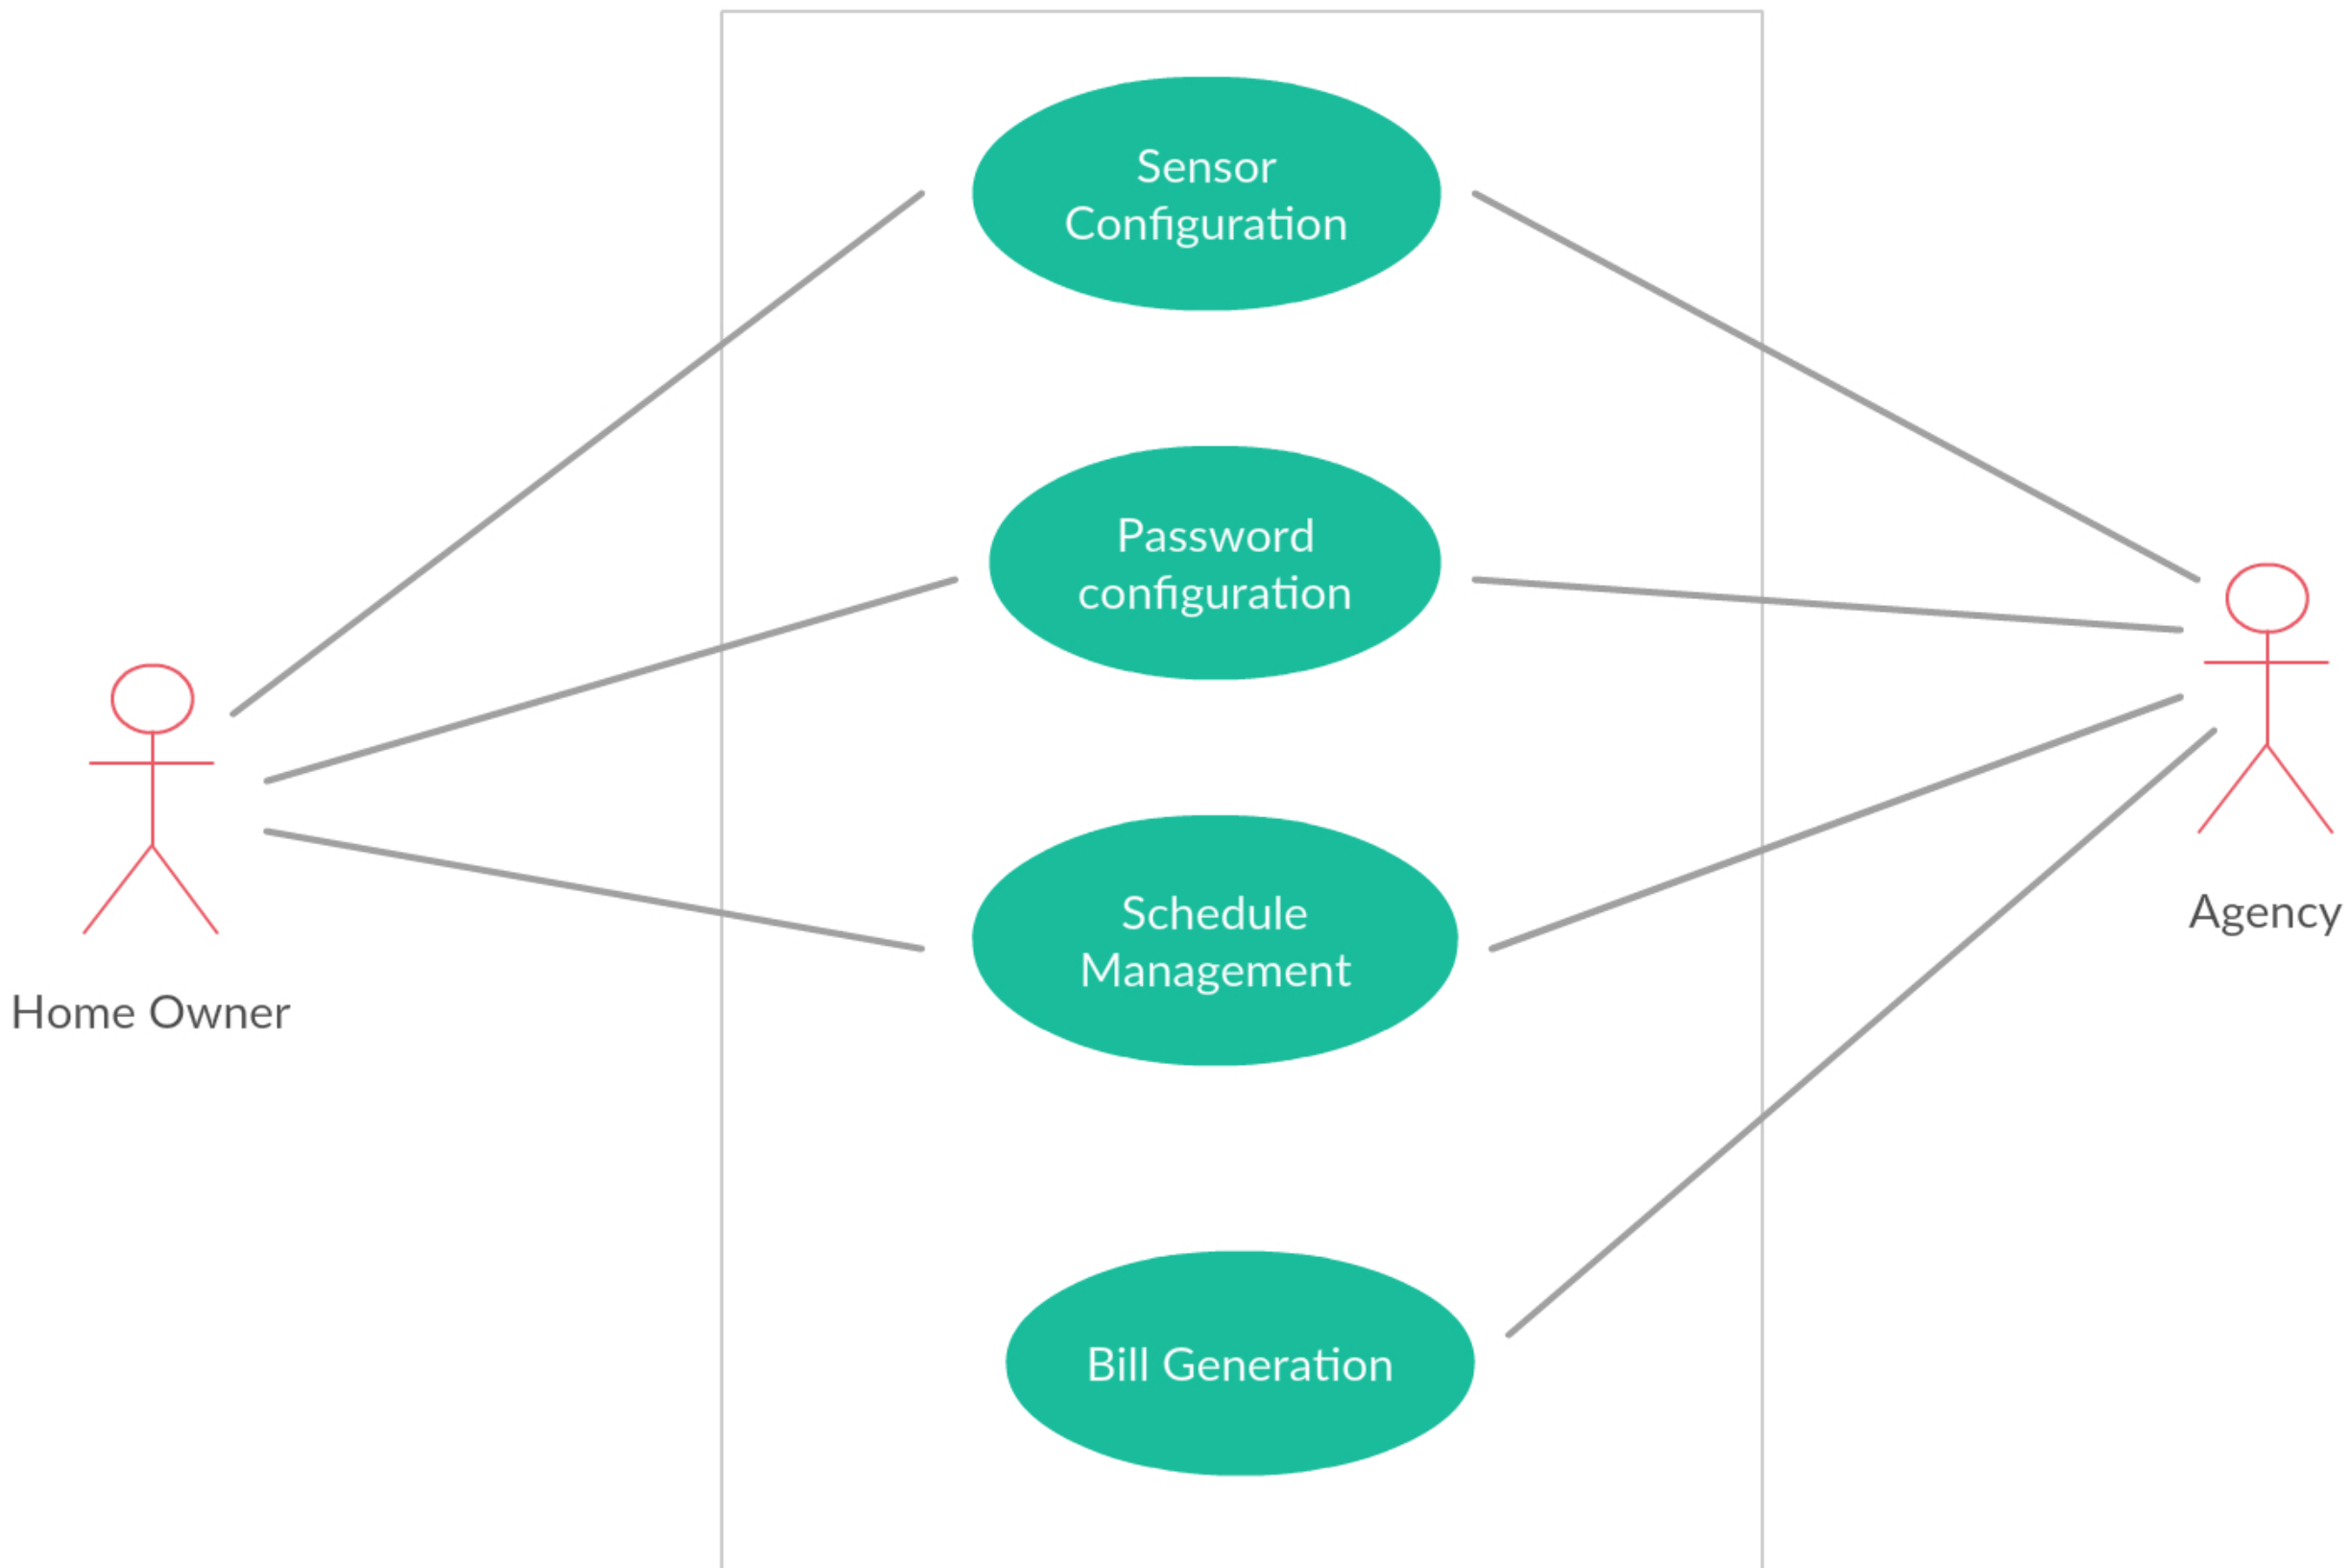 Sensor
Configuration
Password
configuration
Schedule
Management
Agency
Home Owner
Bill Generation